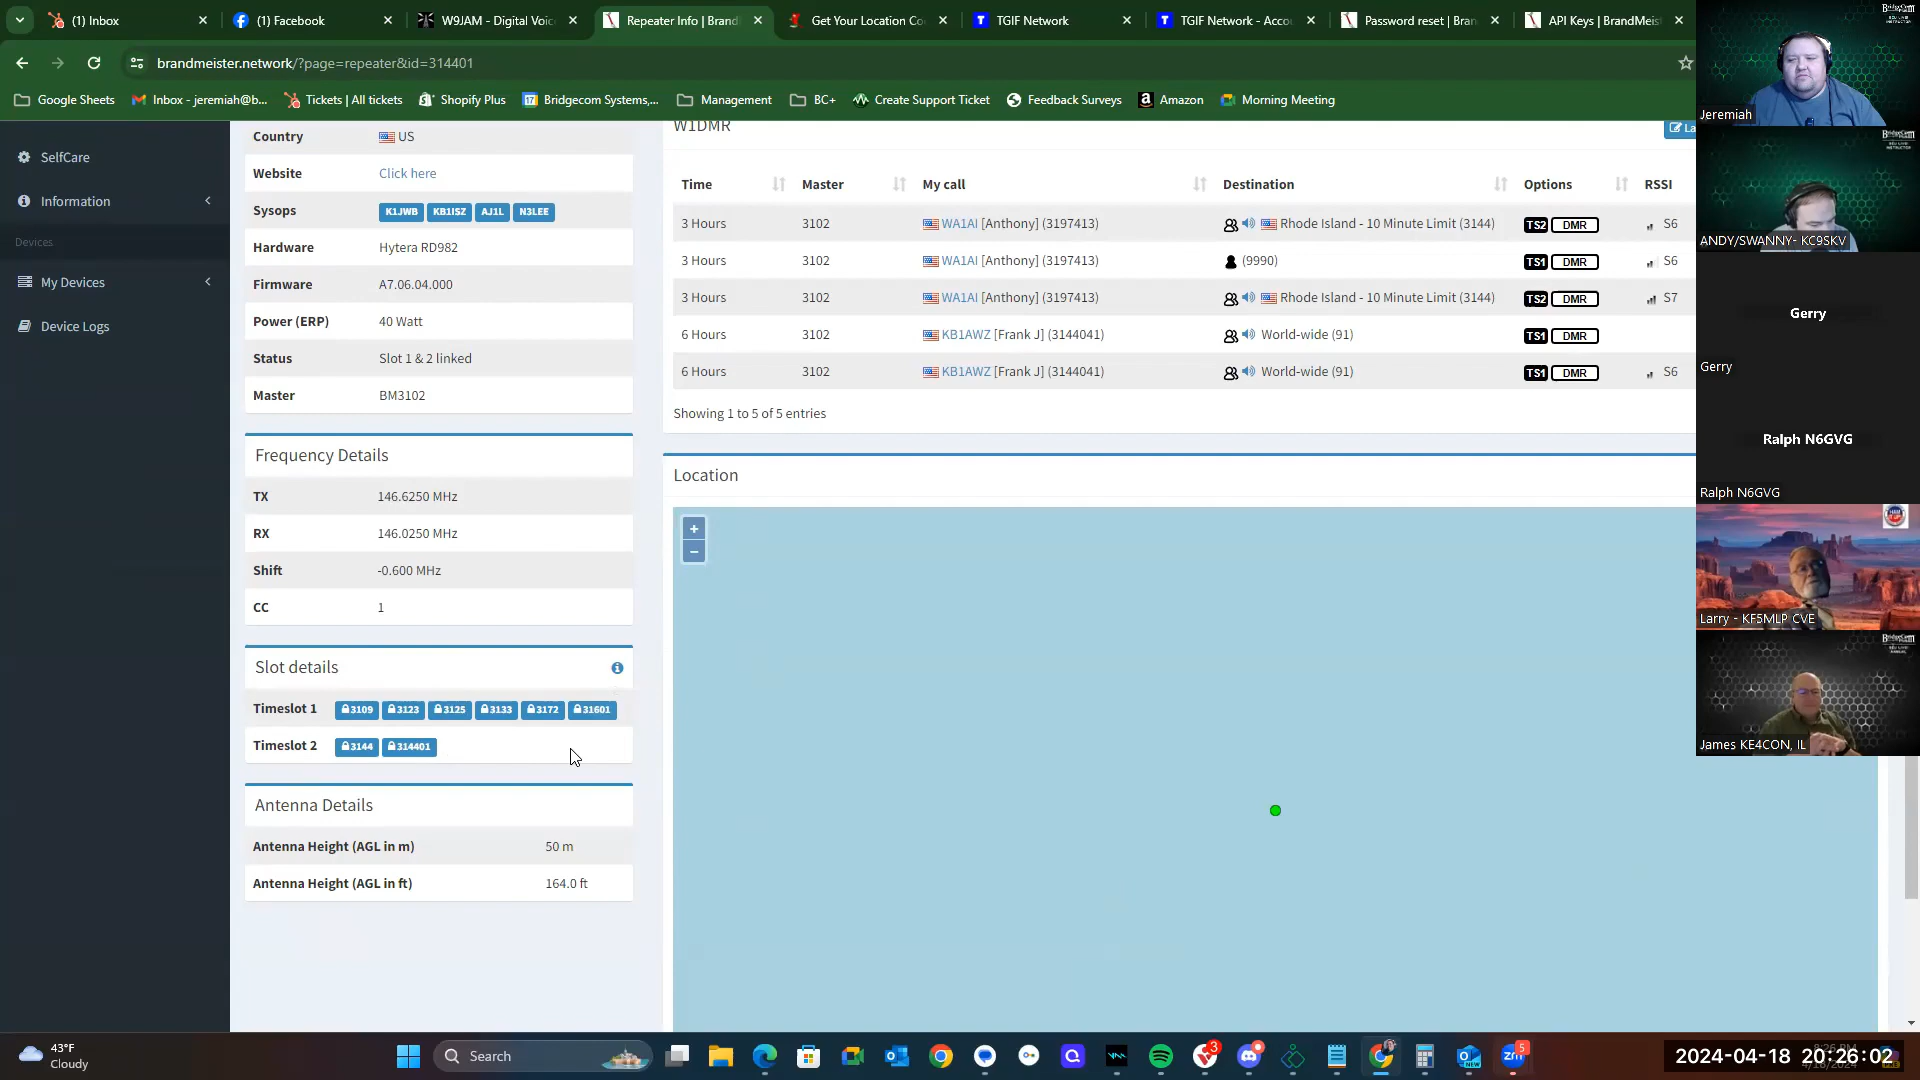 (1) Inbox
(1) Facebook
W9JAM - Digital Voic
Repeater Info | Brand
Get Your Location Co
TGIF Network
TGIF Network - Acco
Password reset | Bran
API Keys | BrandMeis
brandmeister.network/?page=repeater&id=314401
Google Sheets
Inbox - jeremiah@b...
Tickets | All tickets
Shopify Plus
Bridgecom Systems,...
Management
BC+
Create Support Ticket
Feedback Surveys
Amazon
Morning Meeting
SelfCare
Information
Devices
My Devices
Device Logs
Country US
Website Click here
Sysops K1JWB KB1ISZ AJ1L N3LEE
Hardware Hytera RD982
Firmware A7.06.04.000
Power (ERP) 40 Watt
Status Slot 1 & 2 linked
Master BM3102
Frequency Details
TX 146.6250 MHz
RX 146.0250 MHz
Shift -0.600 MHz
CC 1
Slot details
Timeslot 1 3109 3123 3125 3133 3172 31601
Timeslot 2 3144 314401
Antenna Details
Antenna Height (AGL in m) 50 m
Antenna Height (AGL in ft) 164.0 ft
W1DMR
La
Time Master My call Destination Options RSSI
3 Hours 3102 WA1AI [Anthony] (3197413) Rhode Island - 10 Minute Limit (3144) TS2 DMR S6
3 Hours 3102 WA1AI [Anthony] (3197413) (9990) TS1 DMR S6
3 Hours 3102 WA1AI [Anthony] (3197413) Rhode Island - 10 Minute Limit (3144) TS2 DMR S7
6 Hours 3102 KB1AWZ [Frank J] (3144041) World-wide (91) TS1 DMR
6 Hours 3102 KB1AWZ [Frank J] (3144041) World-wide (91) TS1 DMR S6
Showing 1 to 5 of 5 entries
Location
+
−
Jeremiah
ANDY/SWANNY- KC9SKV
Gerry
Gerry
Ralph N6GVG
Ralph N6GVG
Larry - KF5MLP CVE
James KE4CON, IL
43°F
Cloudy
Search
2024-04-18 20:26:02